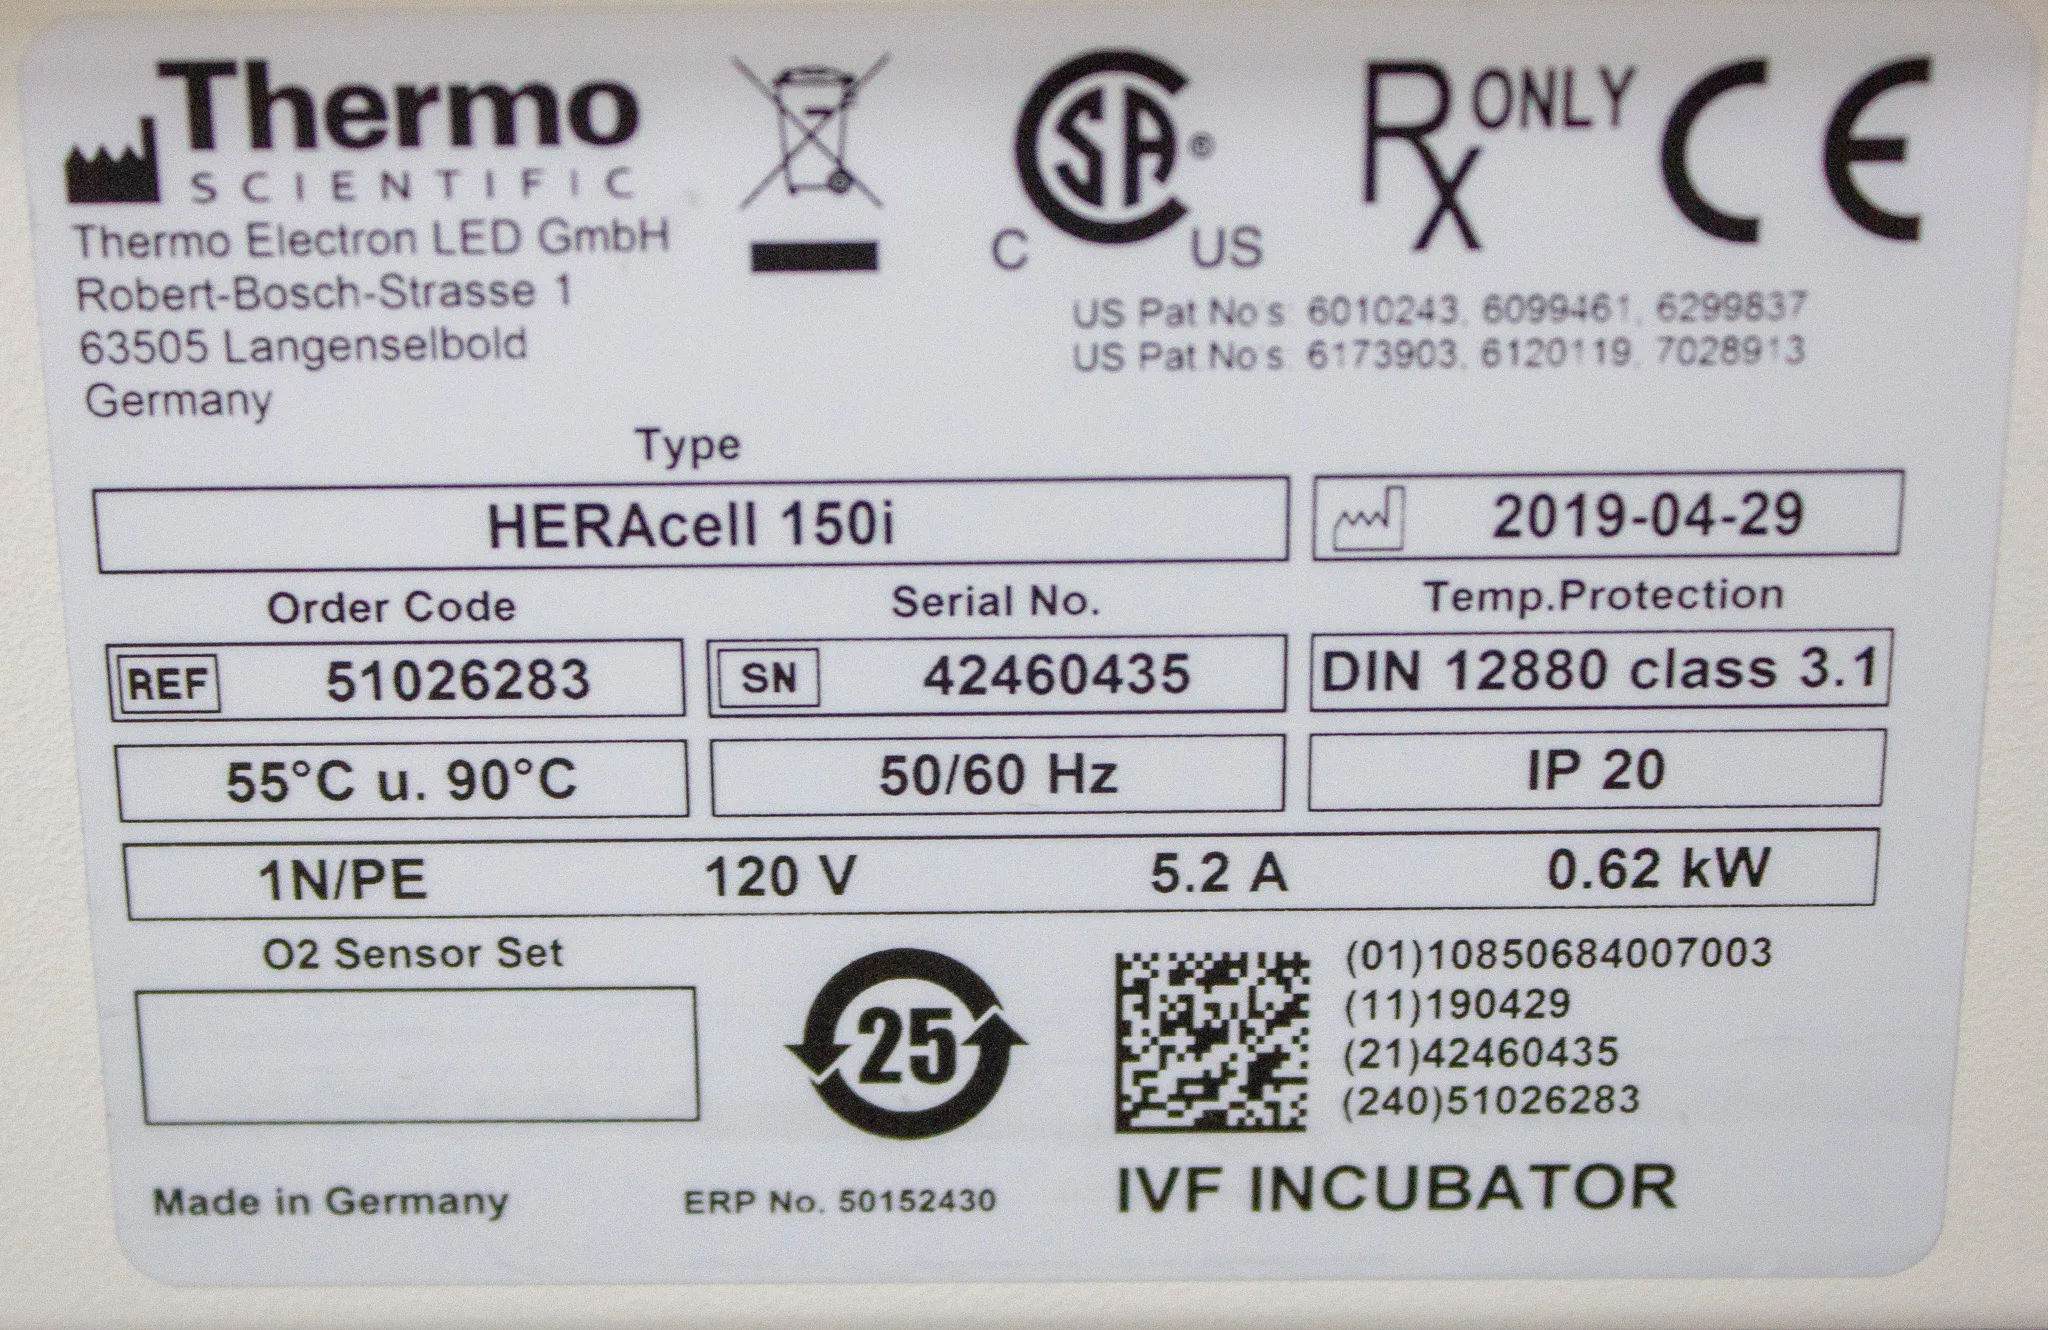 Thermo
SCIENTIFIC
Thermo Electron LED GmbH
Robert-Bosch-Strasse 1
63505 Langenselbold
Germany
CSA ®
C US
Rx ONLY
CE
US Pat No's: 6010243, 6099461, 6299837
US Pat No's: 6173903, 6120119, 7028913
Type
HERAcell 150i
2019-04-29
Order Code
REF 51026283
Serial No.
SN 42460435
Temp.Protection
DIN 12880 class 3.1
55°C u. 90°C
50/60 Hz
IP 20
1N/PE 120 V 5.2 A 0.62 kW
O2 Sensor Set
25
(01)10850684007003
(11)190429
(21)42460435
(240)51026283
Made in Germany
ERP No. 50152430
IVF INCUBATOR